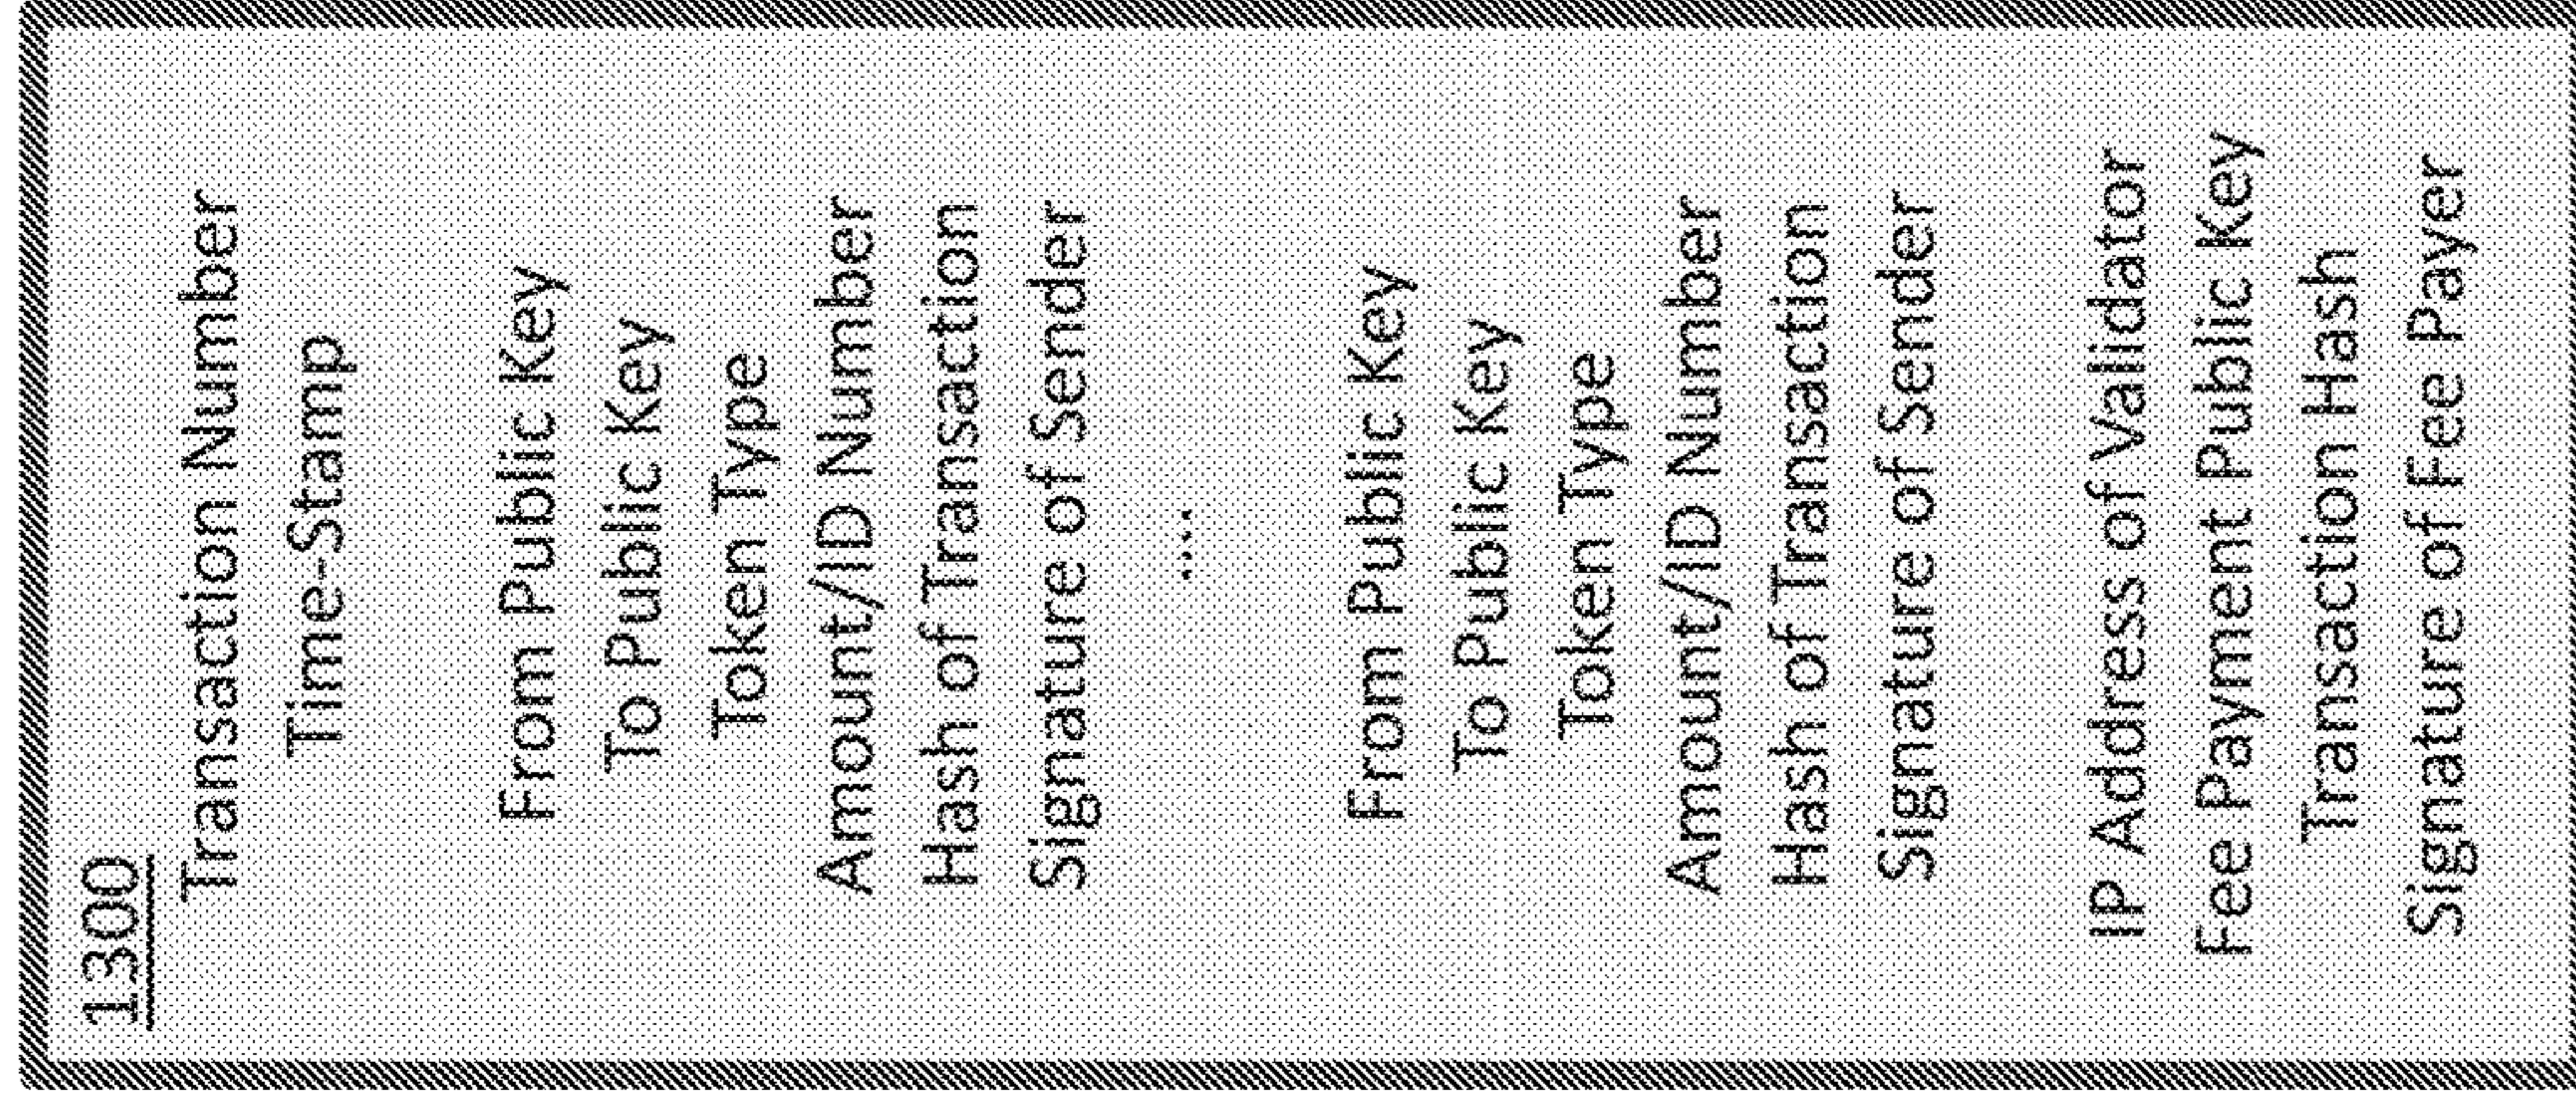 1300
Transaction Number
Time-Stamp
From Public Key
To Public Key
Token Type
Amount/ID Number
Hash of Transaction
Signature of Sender
....
From Public Key
To Public Key
Token Type
Amount/ID Number
Hash of Transaction
Signature of Sender
IP Address of Validator
Fee Payment Public Key
Transaction Hash
Signature of Fee Payer